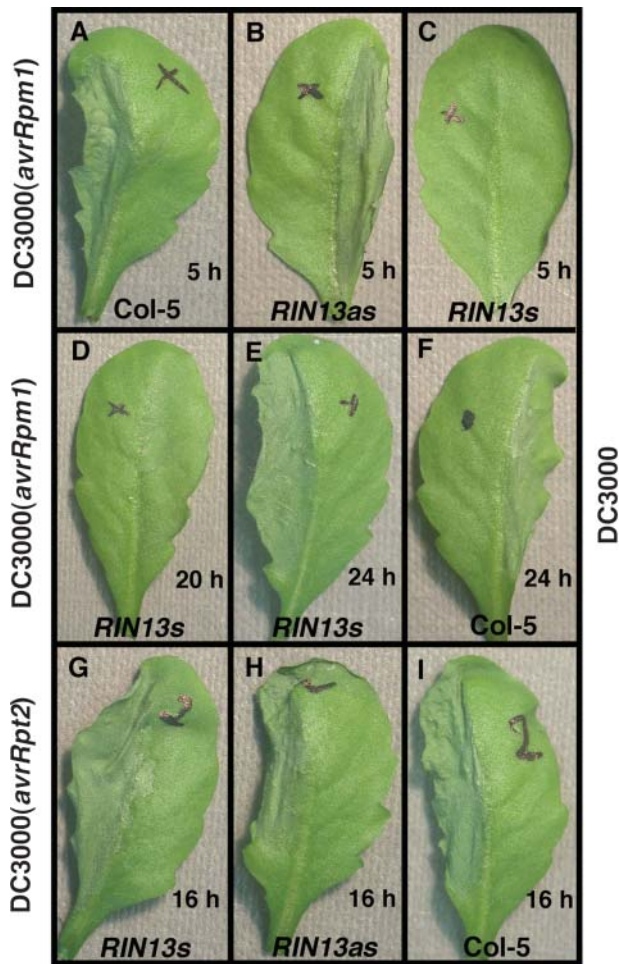 A
B
C
DC3000(avrRpm1)
5 h
5 h
5 h
Col-5
RIN13as
RIN13s
D
E
F
DC3000(avrRpm1)
DC3000
20 h
24 h
24 h
RIN13s
RIN13s
Col-5
G
H
I
DC3000(avrRpt2)
16 h
16 h
16 h
RIN13s
RIN13as
Col-5